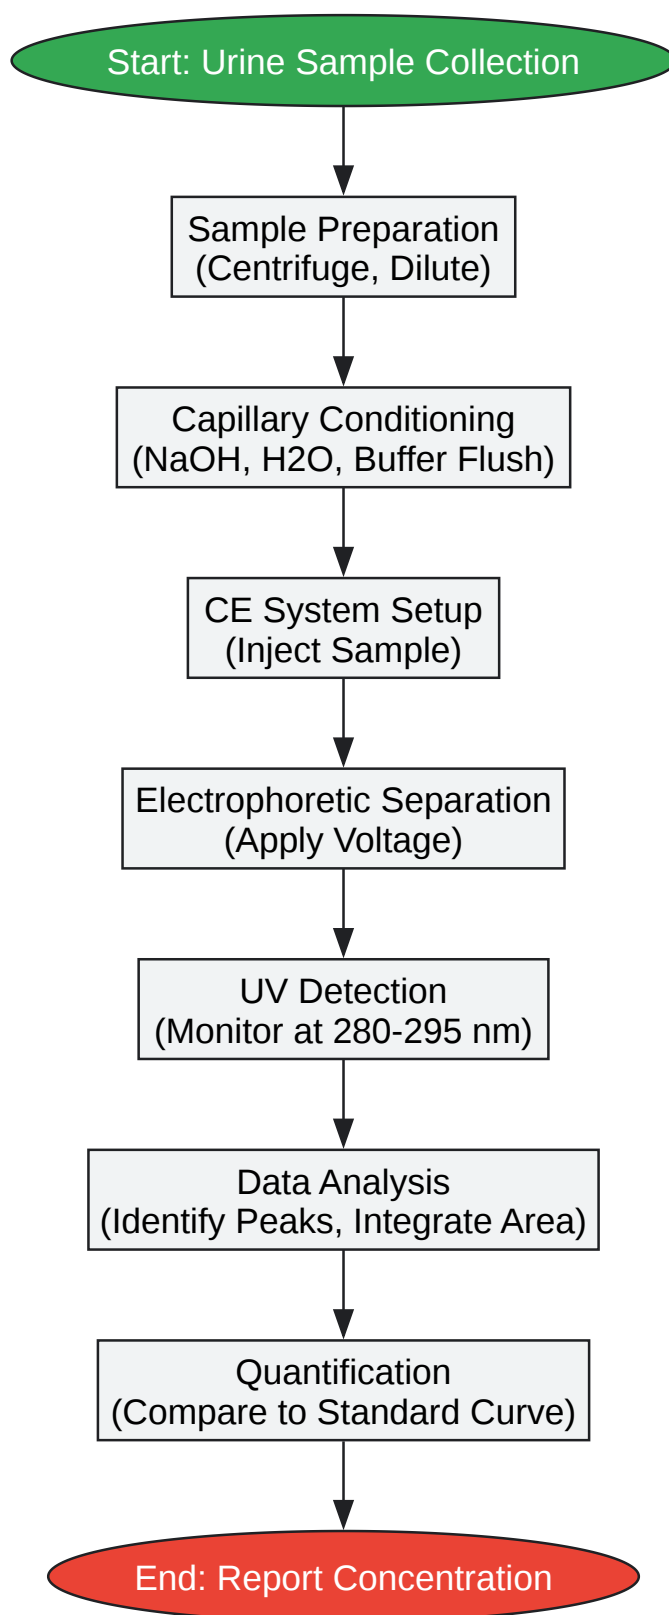 Start: Urine Sample Collection
Sample Preparation
(Centrifuge, Dilute)
Capillary Conditioning
(NaOH, H2O, Buffer Flush)
CE System Setup
(Inject Sample)
Electrophoretic Separation
(Apply Voltage)
UV Detection
(Monitor at 280-295 nm)
Data Analysis
(Identify Peaks, Integrate Area)
Quantification
(Compare to Standard Curve)
End: Report Concentration